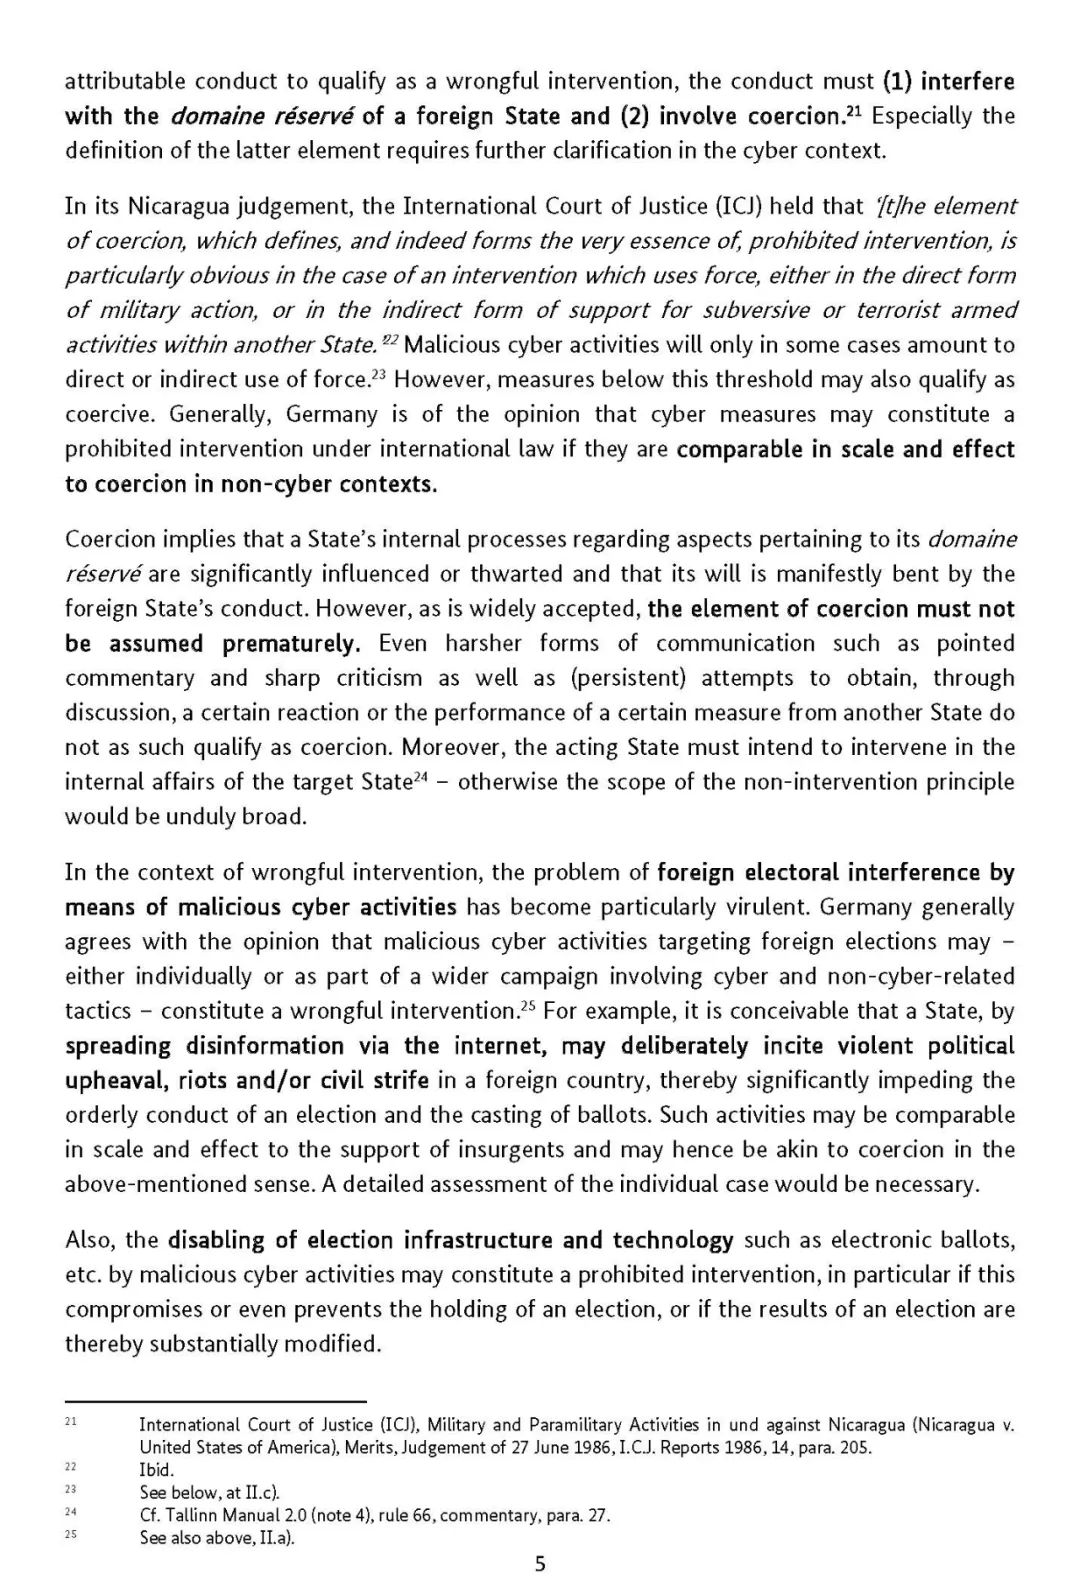 attributable conduct to qualify as a wrongful intervention, the conduct must (1) interfere
with the domaine réservé of a foreign State and (2) involve coercion.21 Especially the
definition of the latter element requires further clarification in the cyber context.
In its Nicaragua judgement, the International Court of Justice (ICJ) held that ‘[t]he element
of coercion, which defines, and indeed forms the very essence of, prohibited intervention, is
particularly obvious in the case of an intervention which uses force, either in the direct form
of military action, or in the indirect form of support for subversive or terrorist armed
activities within another State.’22 Malicious cyber activities will only in some cases amount to
direct or indirect use of force.23 However, measures below this threshold may also qualify as
coercive. Generally, Germany is of the opinion that cyber measures may constitute a
prohibited intervention under international law if they are comparable in scale and effect
to coercion in non-cyber contexts.
Coercion implies that a State’s internal processes regarding aspects pertaining to its domaine
réservé are significantly influenced or thwarted and that its will is manifestly bent by the
foreign State’s conduct. However, as is widely accepted, the element of coercion must not
be assumed prematurely. Even harsher forms of communication such as pointed
commentary and sharp criticism as well as (persistent) attempts to obtain, through
discussion, a certain reaction or the performance of a certain measure from another State do
not as such qualify as coercion. Moreover, the acting State must intend to intervene in the
internal affairs of the target State24 – otherwise the scope of the non-intervention principle
would be unduly broad.
In the context of wrongful intervention, the problem of foreign electoral interference by
means of malicious cyber activities has become particularly virulent. Germany generally
agrees with the opinion that malicious cyber activities targeting foreign elections may –
either individually or as part of a wider campaign involving cyber and non-cyber-related
tactics – constitute a wrongful intervention.25 For example, it is conceivable that a State, by
spreading disinformation via the internet, may deliberately incite violent political
upheaval, riots and/or civil strife in a foreign country, thereby significantly impeding the
orderly conduct of an election and the casting of ballots. Such activities may be comparable
in scale and effect to the support of insurgents and may hence be akin to coercion in the
above-mentioned sense. A detailed assessment of the individual case would be necessary.
Also, the disabling of election infrastructure and technology such as electronic ballots,
etc. by malicious cyber activities may constitute a prohibited intervention, in particular if this
compromises or even prevents the holding of an election, or if the results of an election are
thereby substantially modified.
21 International Court of Justice (ICJ), Military and Paramilitary Activities in und against Nicaragua (Nicaragua v.
United States of America), Merits, Judgement of 27 June 1986, I.C.J. Reports 1986, 14, para. 205.
22 Ibid.
23 See below, at II.c).
24 Cf. Tallinn Manual 2.0 (note 4), rule 66, commentary, para. 27.
25 See also above, II.a).
5